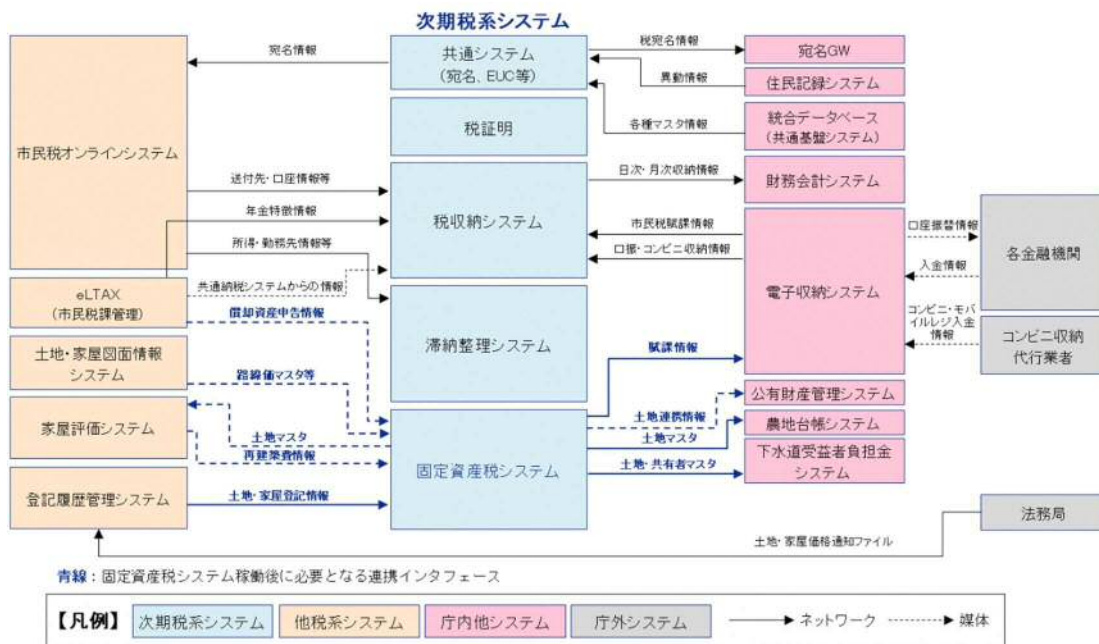 次期税系システム
市民税オンラインシステム
eLTAX
(市民税課管理)
土地・家屋図面情報
システム
家屋評価システム
登記履歴管理システム
宛名情報
送付先・口座情報等
年金特徴情報
所得・勤務先情報等
共通納税システムからの情報
償却資産申告情報
路線価マスタ等
土地マスタ
再建築費情報
土地・家屋登記情報
共通システム
(宛名、EUC等)
税証明
税収納システム
滞納整理システム
固定資産税システム
税宛名情報
異動情報
各種マスタ情報
日次・月次収納情報
市民税賦課情報
口振・コンビニ収納情報
賦課情報
土地連携情報
土地マスタ
土地・共有者マスタ
宛名GW
住民記録システム
統合データベース
(共通基盤システム)
財務会計システム
電子収納システム
公有財産管理システム
農地台帳システム
下水道受益者負担金
システム
口座振替情報
入金情報
コンビニ・モバ
イルレジ入金
情報
各金融機関
コンビニ収納
代行業者
法務局
土地・家屋価格通知ファイル
青線：固定資産税システム稼働後に必要となる連携インタフェース
【凡例】
次期税系システム
他税系システム
庁内他システム
庁外システム
ネットワーク
媒体